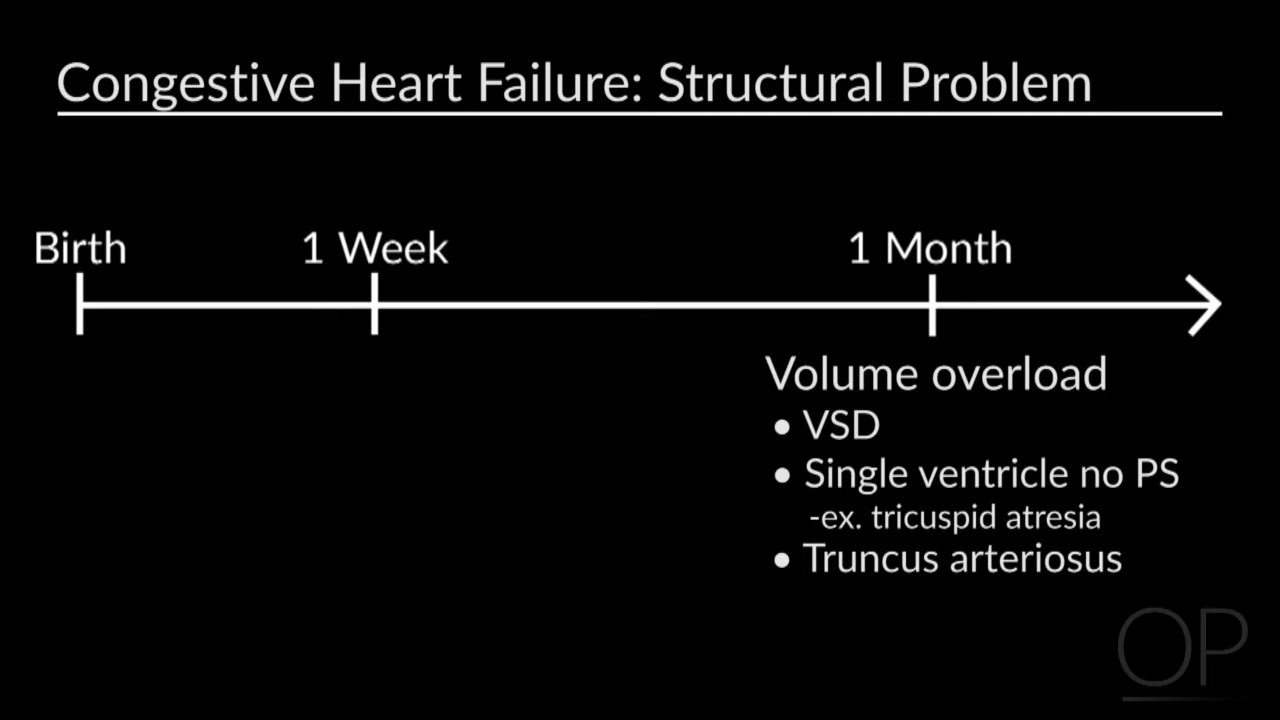 Congestive Heart Failure: Structural Problem
Birth
1 Week
1 Month
Volume overload
• VSD
• Single ventricle no PS
-ex. tricuspid atresia
• Truncus arteriosus
OP